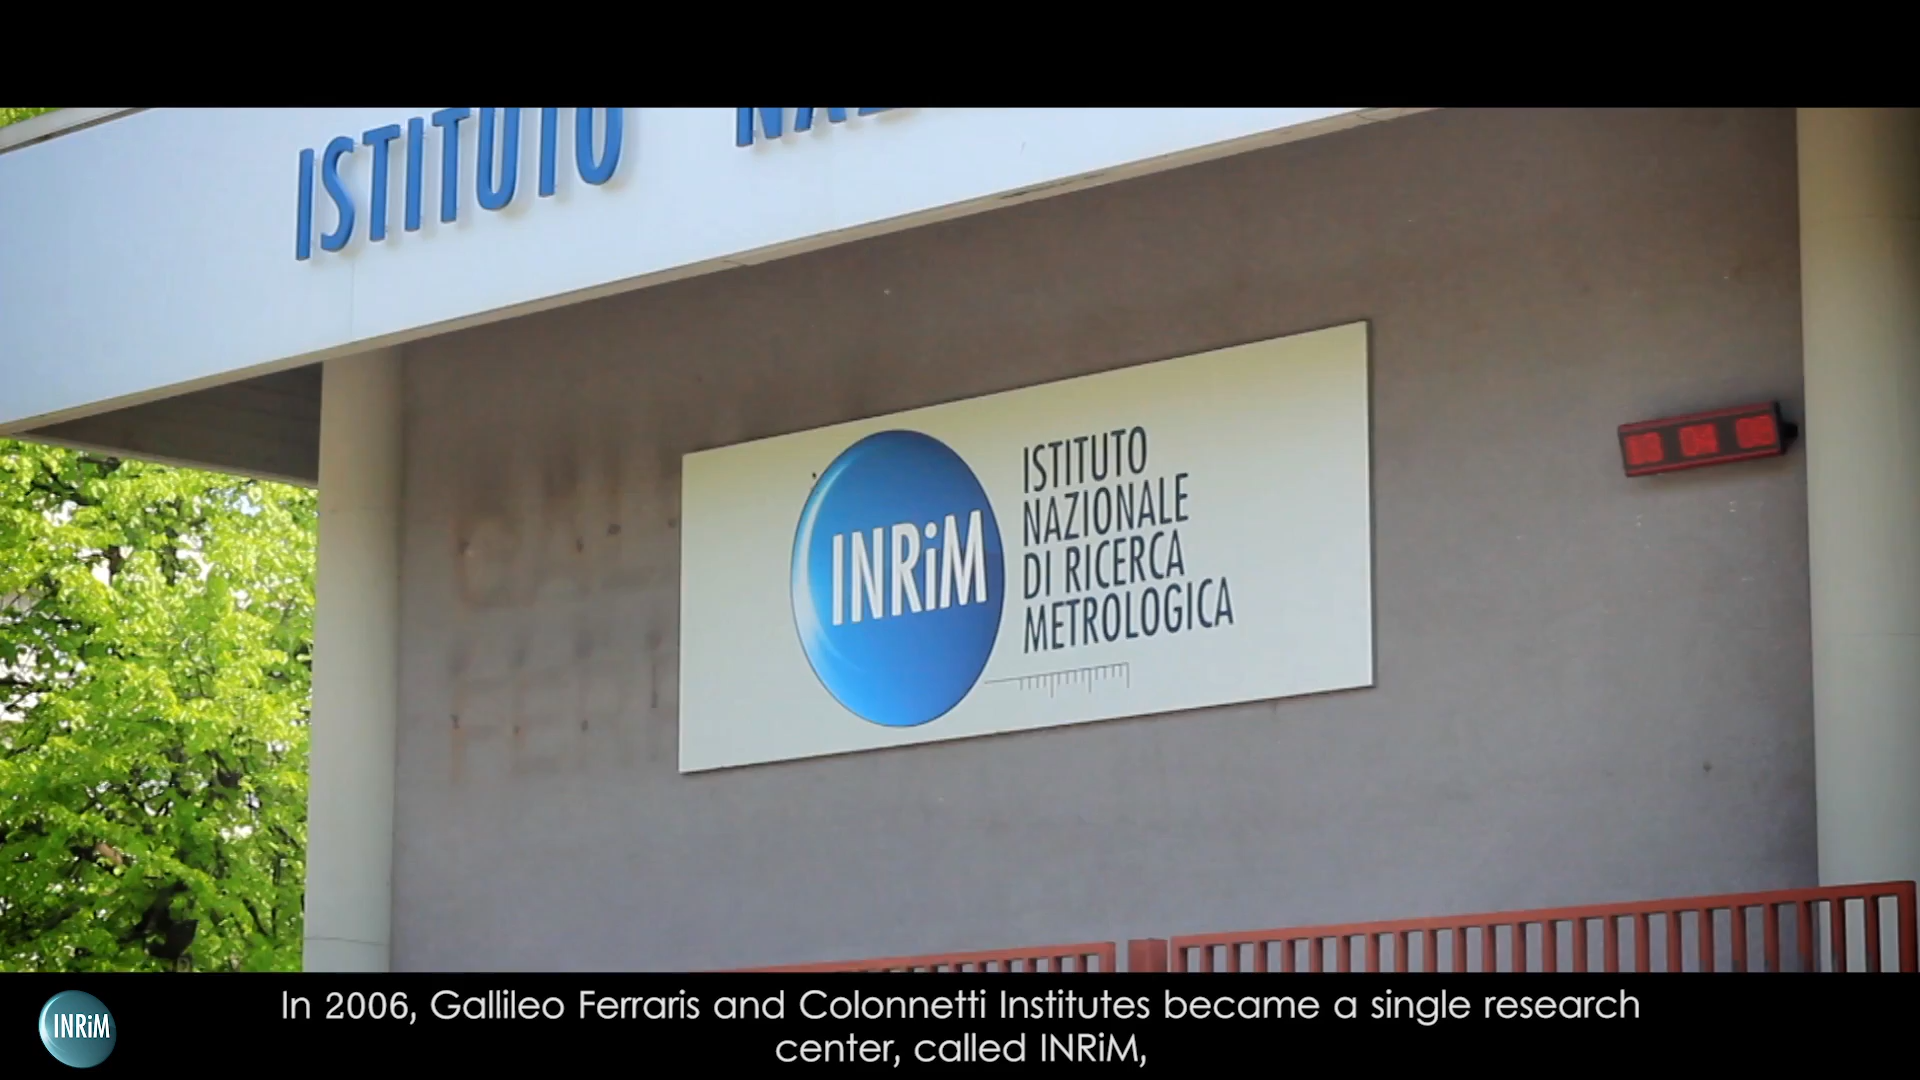 ISTITUTO
INRiM
ISTITUTO
NAZIONALE
DI RICERCA
METROLOGICA
INRiM
In 2006, Gallileo Ferraris and Colonnetti Institutes became a single research
center, called INRiM,